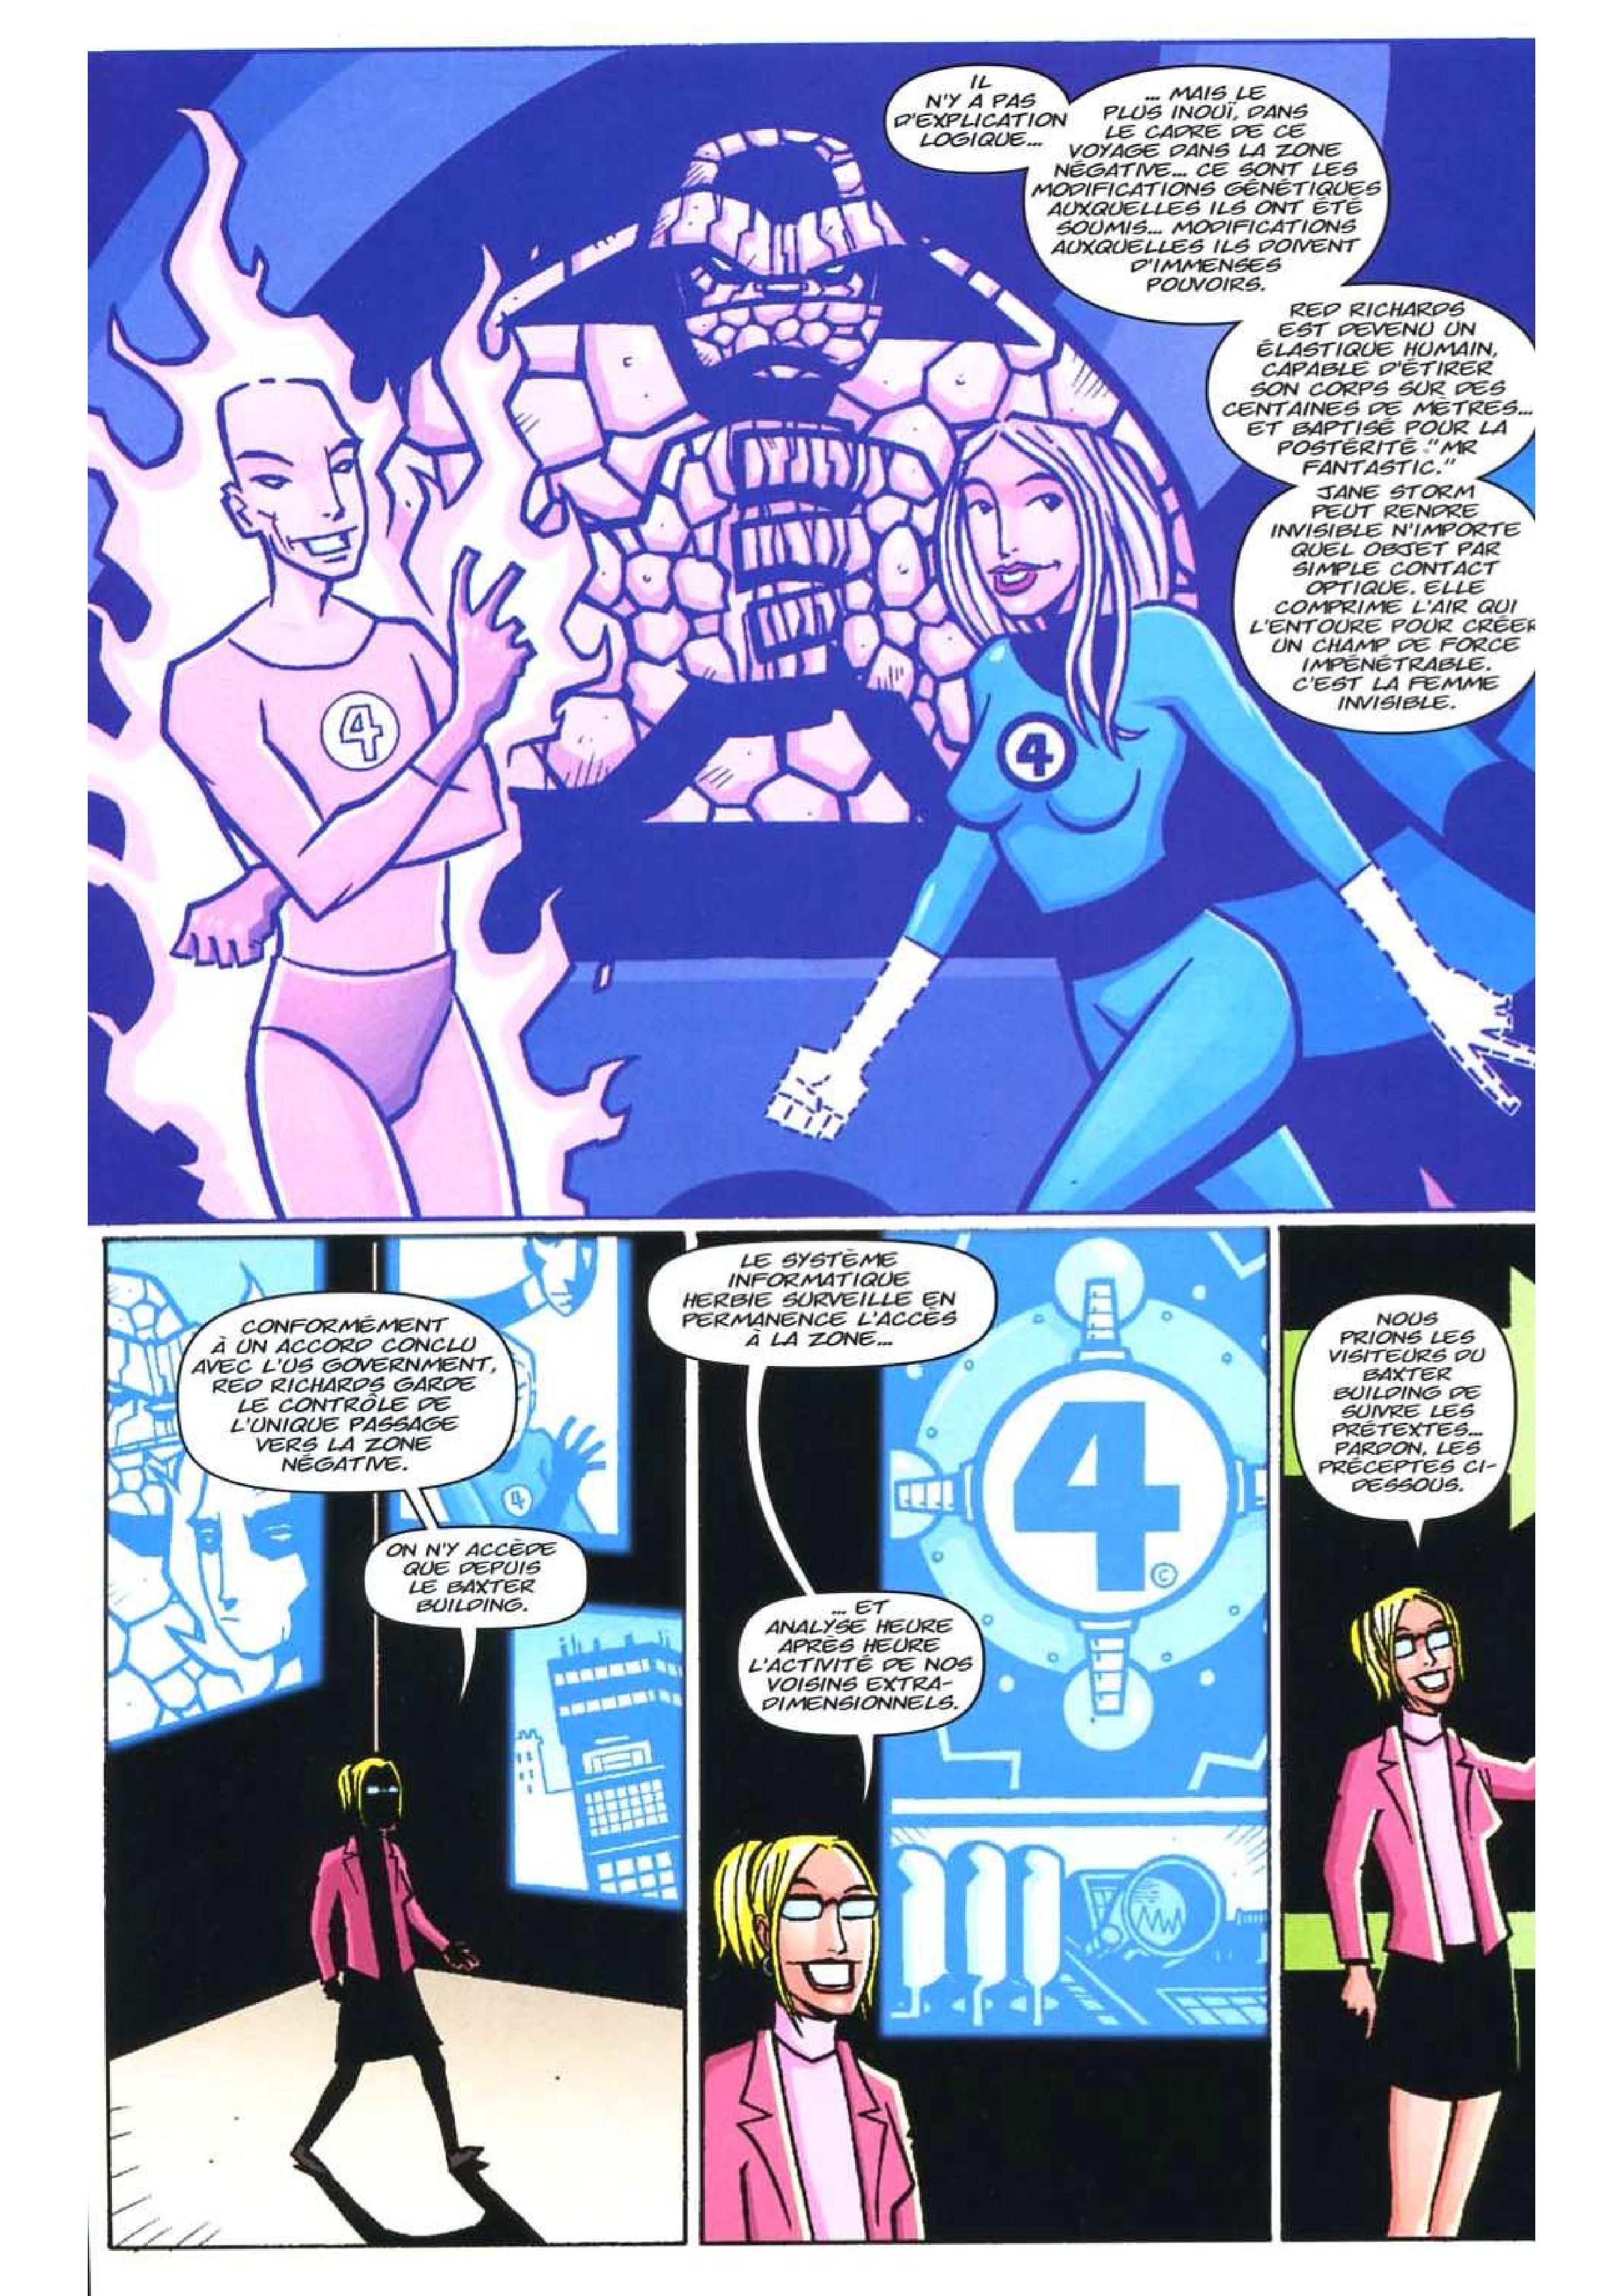 IL
N'Y A PAS
D'EXPLICATION
LOGIQUE...
... MAIS LE
PLUS INOUÏ, DANS
LE CADRE DE CE
VOYAGE DANS LA ZONE
NÉGATIVE... CE SONT LES
MODIFICATIONS GÉNÉTIQUES
AUXQUELLES ILS ONT ÉTÉ
SOUMIS... MODIFICATIONS
AUXQUELLES ILS DOIVENT
D'IMMENSES
POUVOIRS.
RED RICHARDS
EST DEVENU UN
ÉLASTIQUE HUMAIN,
CAPABLE D'ÉTIRER
SON CORPS SUR DES
CENTAINES DE MÈTRES...
ET BAPTISÉ POUR LA
POSTÉRITÉ "MR
FANTASTIC."
JANE STORM
PEUT RENDRE
INVISIBLE N'IMPORTE
QUEL OBJET PAR
SIMPLE CONTACT
OPTIQUE. ELLE
COMPRIME L'AIR QUI
L'ENTOURE POUR CRÉER
UN CHAMP DE FORCE
IMPÉNÉTRABLE.
C'EST LA FEMME
INVISIBLE.
4
4
CONFORMÉMENT
À UN ACCORD CONCLU
AVEC L'US GOVERNMENT,
RED RICHARDS GARDE
LE CONTRÔLE DE
L'UNIQUE PASSAGE
VERS LA ZONE
NÉGATIVE.
4
ON N'Y ACCÈDE
QUE DEPUIS
LE BAXTER
BUILDING.
LE SYSTÈME
INFORMATIQUE
HERBIE SURVEILLE EN
PERMANENCE L'ACCÈS
À LA ZONE...
4
©
... ET
ANALYSE HEURE
APRÈS HEURE
L'ACTIVITÉ DE NOS
VOISINS EXTRA-
DIMENSIONNELS.
NOUS
PRIONS LES
VISITEURS DU
BAXTER
BUILDING DE
SUIVRE LES
PRÉTEXTES...
PARDON, LES
PRÉCEPTES CI-
DESSOUS.